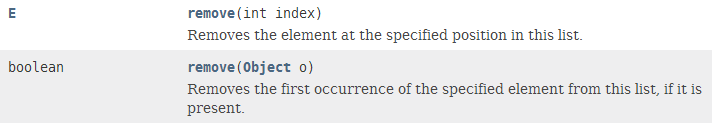 E remove(int index)
Removes the element at the specified position in this list.
boolean remove(Object o)
Removes the first occurrence of the specified element from this list, if it is
present.